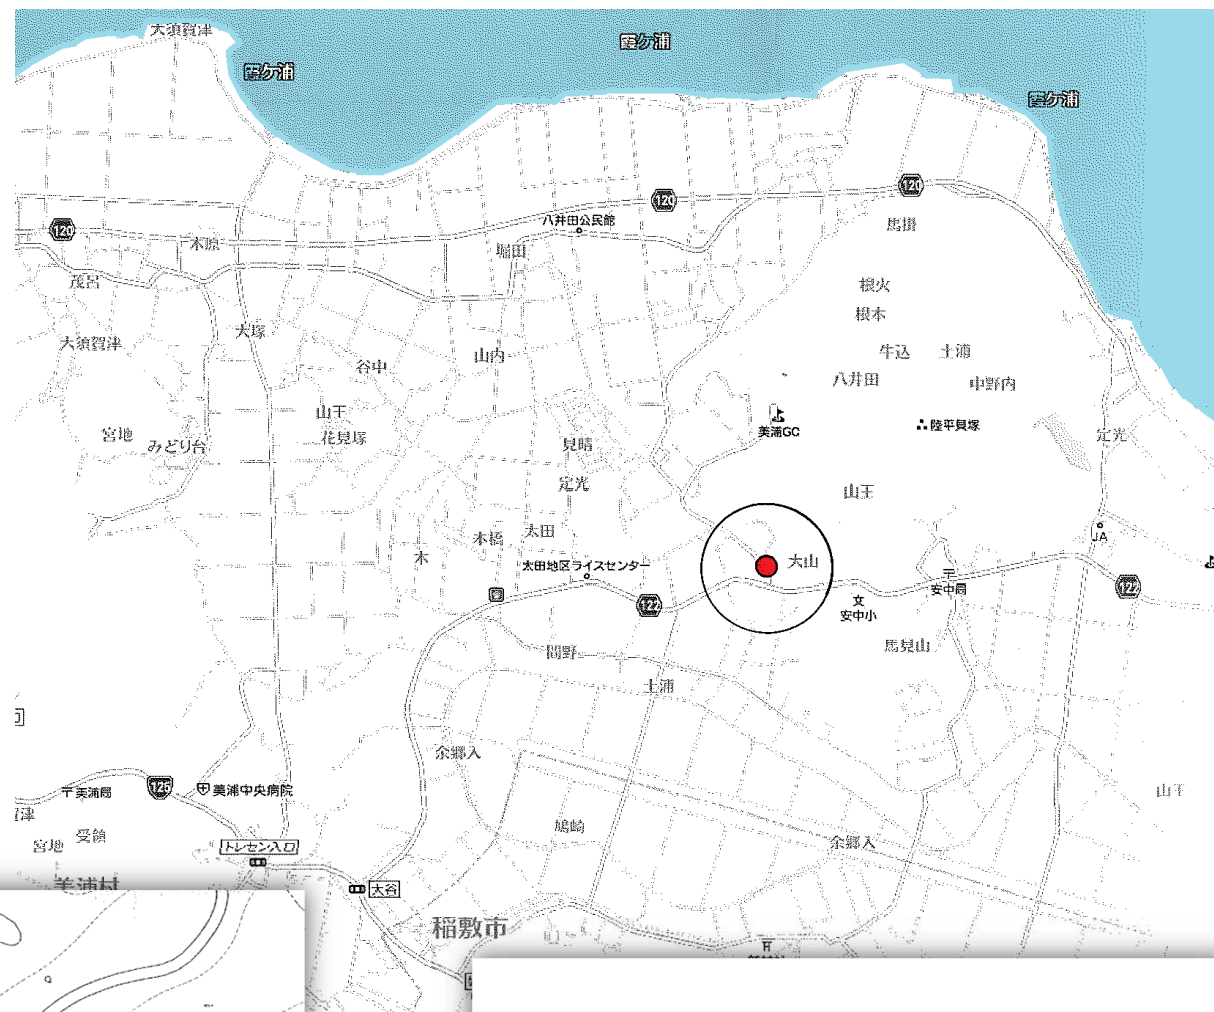 大須賀津
霞ケ浦
霞ケ浦
霞ケ浦
120
120
120
八井田公民館
馬掛
木原
堀田
茂呂
根火
根本
大塚
大須賀津
谷中
山内
牛込
土浦
八井田
中野内
山王
花見塚
宮地
みどり台
見晴
美浦GC
陸平貝塚
定光
定光
山王
木橋
太田
JA
木
太田地区ライスセンター
大山
122
122
安中局
文
安中小
間野
馬見山
土浦
余郷入
125
美浦中央病院
〒美浦局
山王
受領
宮地
鳩崎
余郷入
トレセン入口
美浦村
大谷
稲敷市